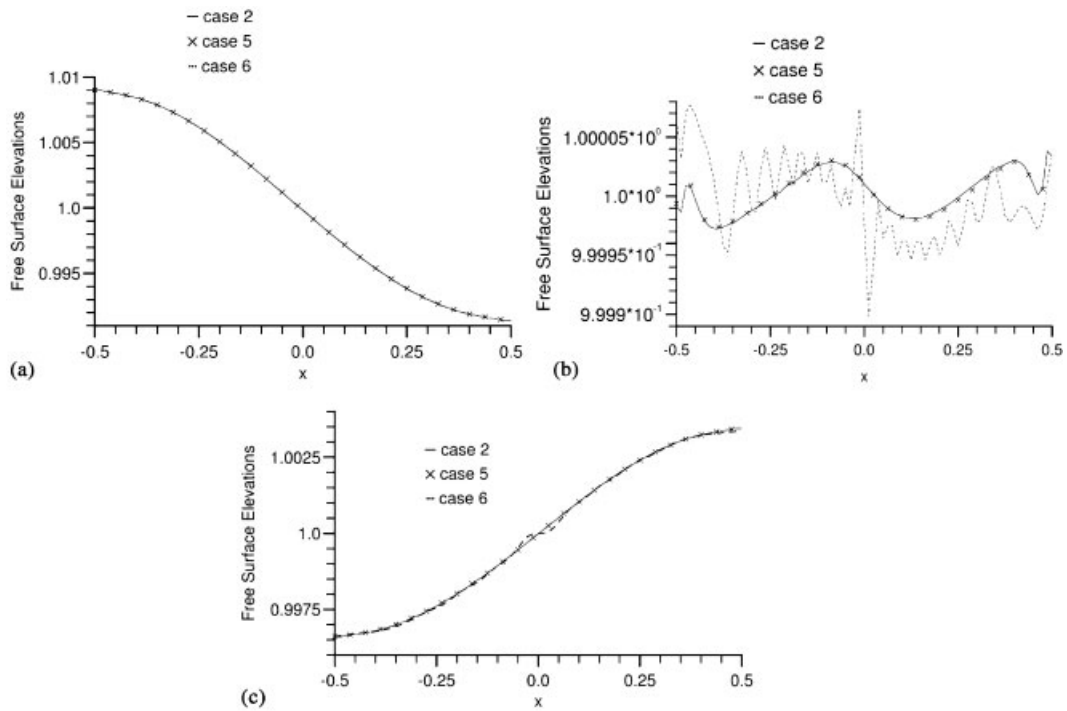 – case 2
× case 5
┈ case 6
Free Surface Elevations
1.01
1.005
1.0
0.995
-0.5
-0.25
0.0
0.25
0.5
x
(a)
– case 2
× case 5
┈ case 6
Free Surface Elevations
1.00005*10⁰
1.0*10⁰
9.9995*10⁻¹
9.999*10⁻¹
-0.5
-0.25
0.0
0.25
0.5
x
(b)
– case 2
× case 5
-- case 6
Free Surface Elevations
1.0025
1.0
0.9975
-0.5
-0.25
0.0
0.25
0.5
x
(c)